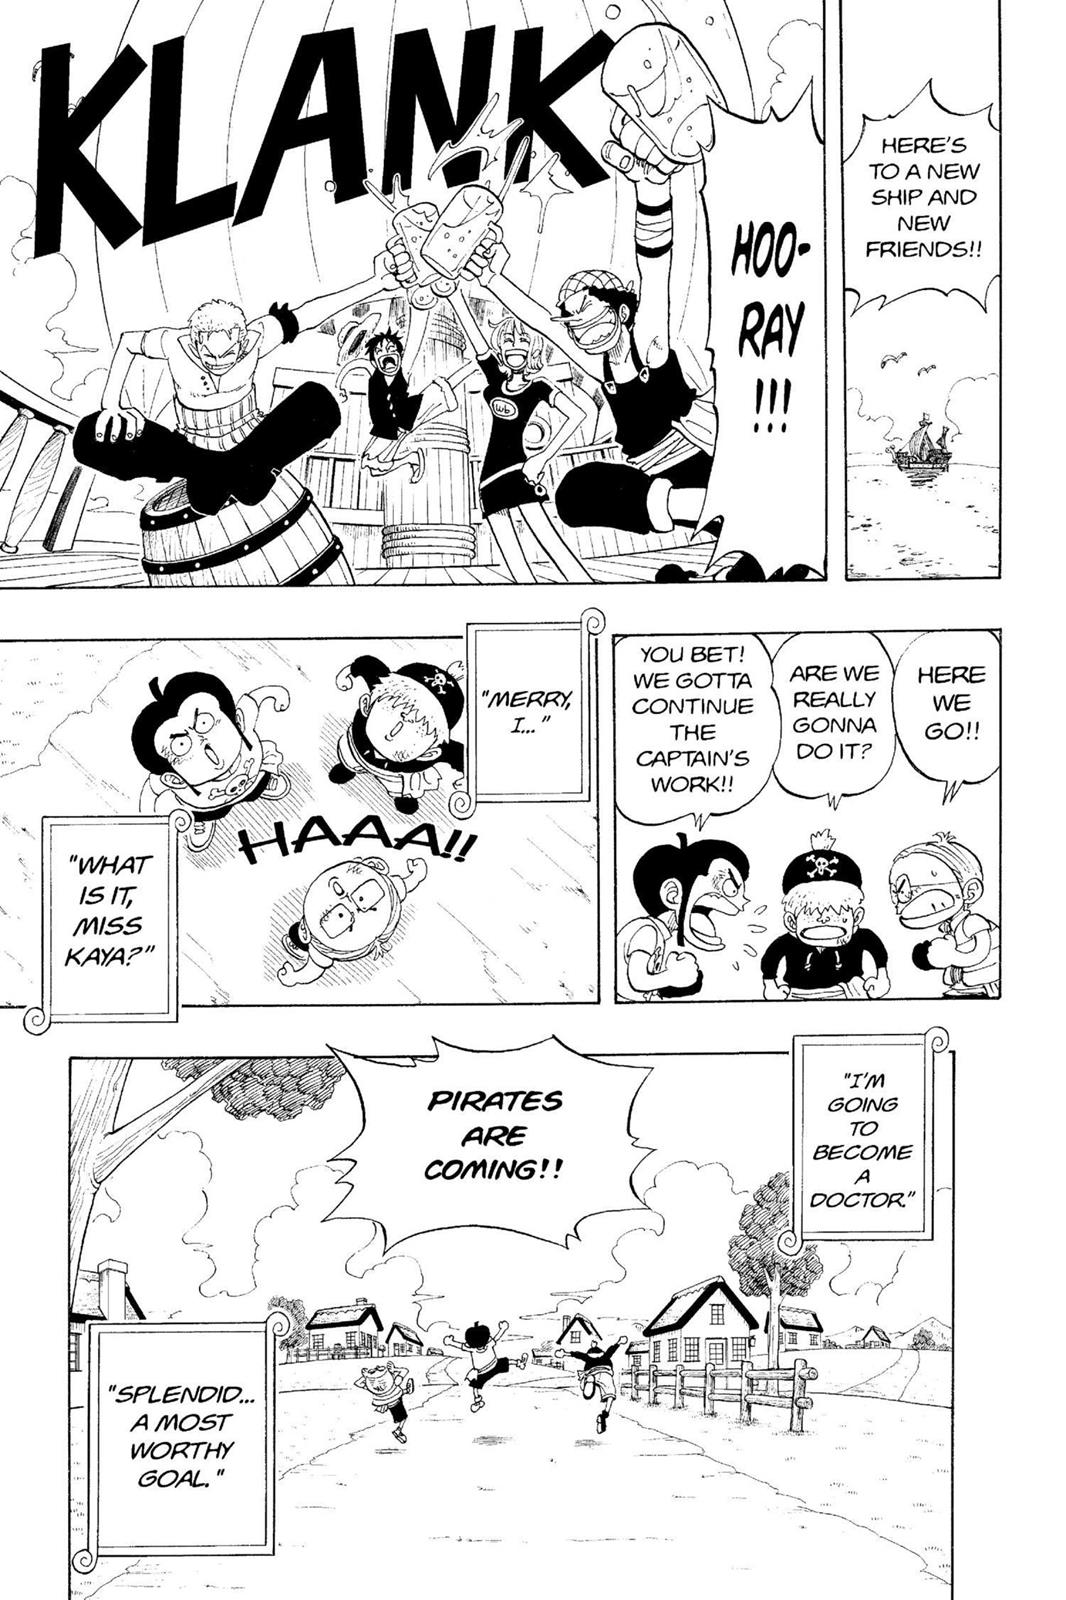 HERE'S
TO A NEW
SHIP AND
NEW
FRIENDS!!
HOO-
RAY
!!!
KLANK
wb
HERE
WE
GO!!
ARE WE
REALLY
GONNA
DO IT?
YOU BET!
WE GOTTA
CONTINUE
THE
CAPTAIN'S
WORK!!
"MERRY,
I..."
HAAA!!
"WHAT
IS IT,
MISS
KAYA?"
"I'M
GOING
TO
BECOME
A
DOCTOR."
PIRATES
ARE
COMING!!
"SPLENDID...
A MOST
WORTHY
GOAL."